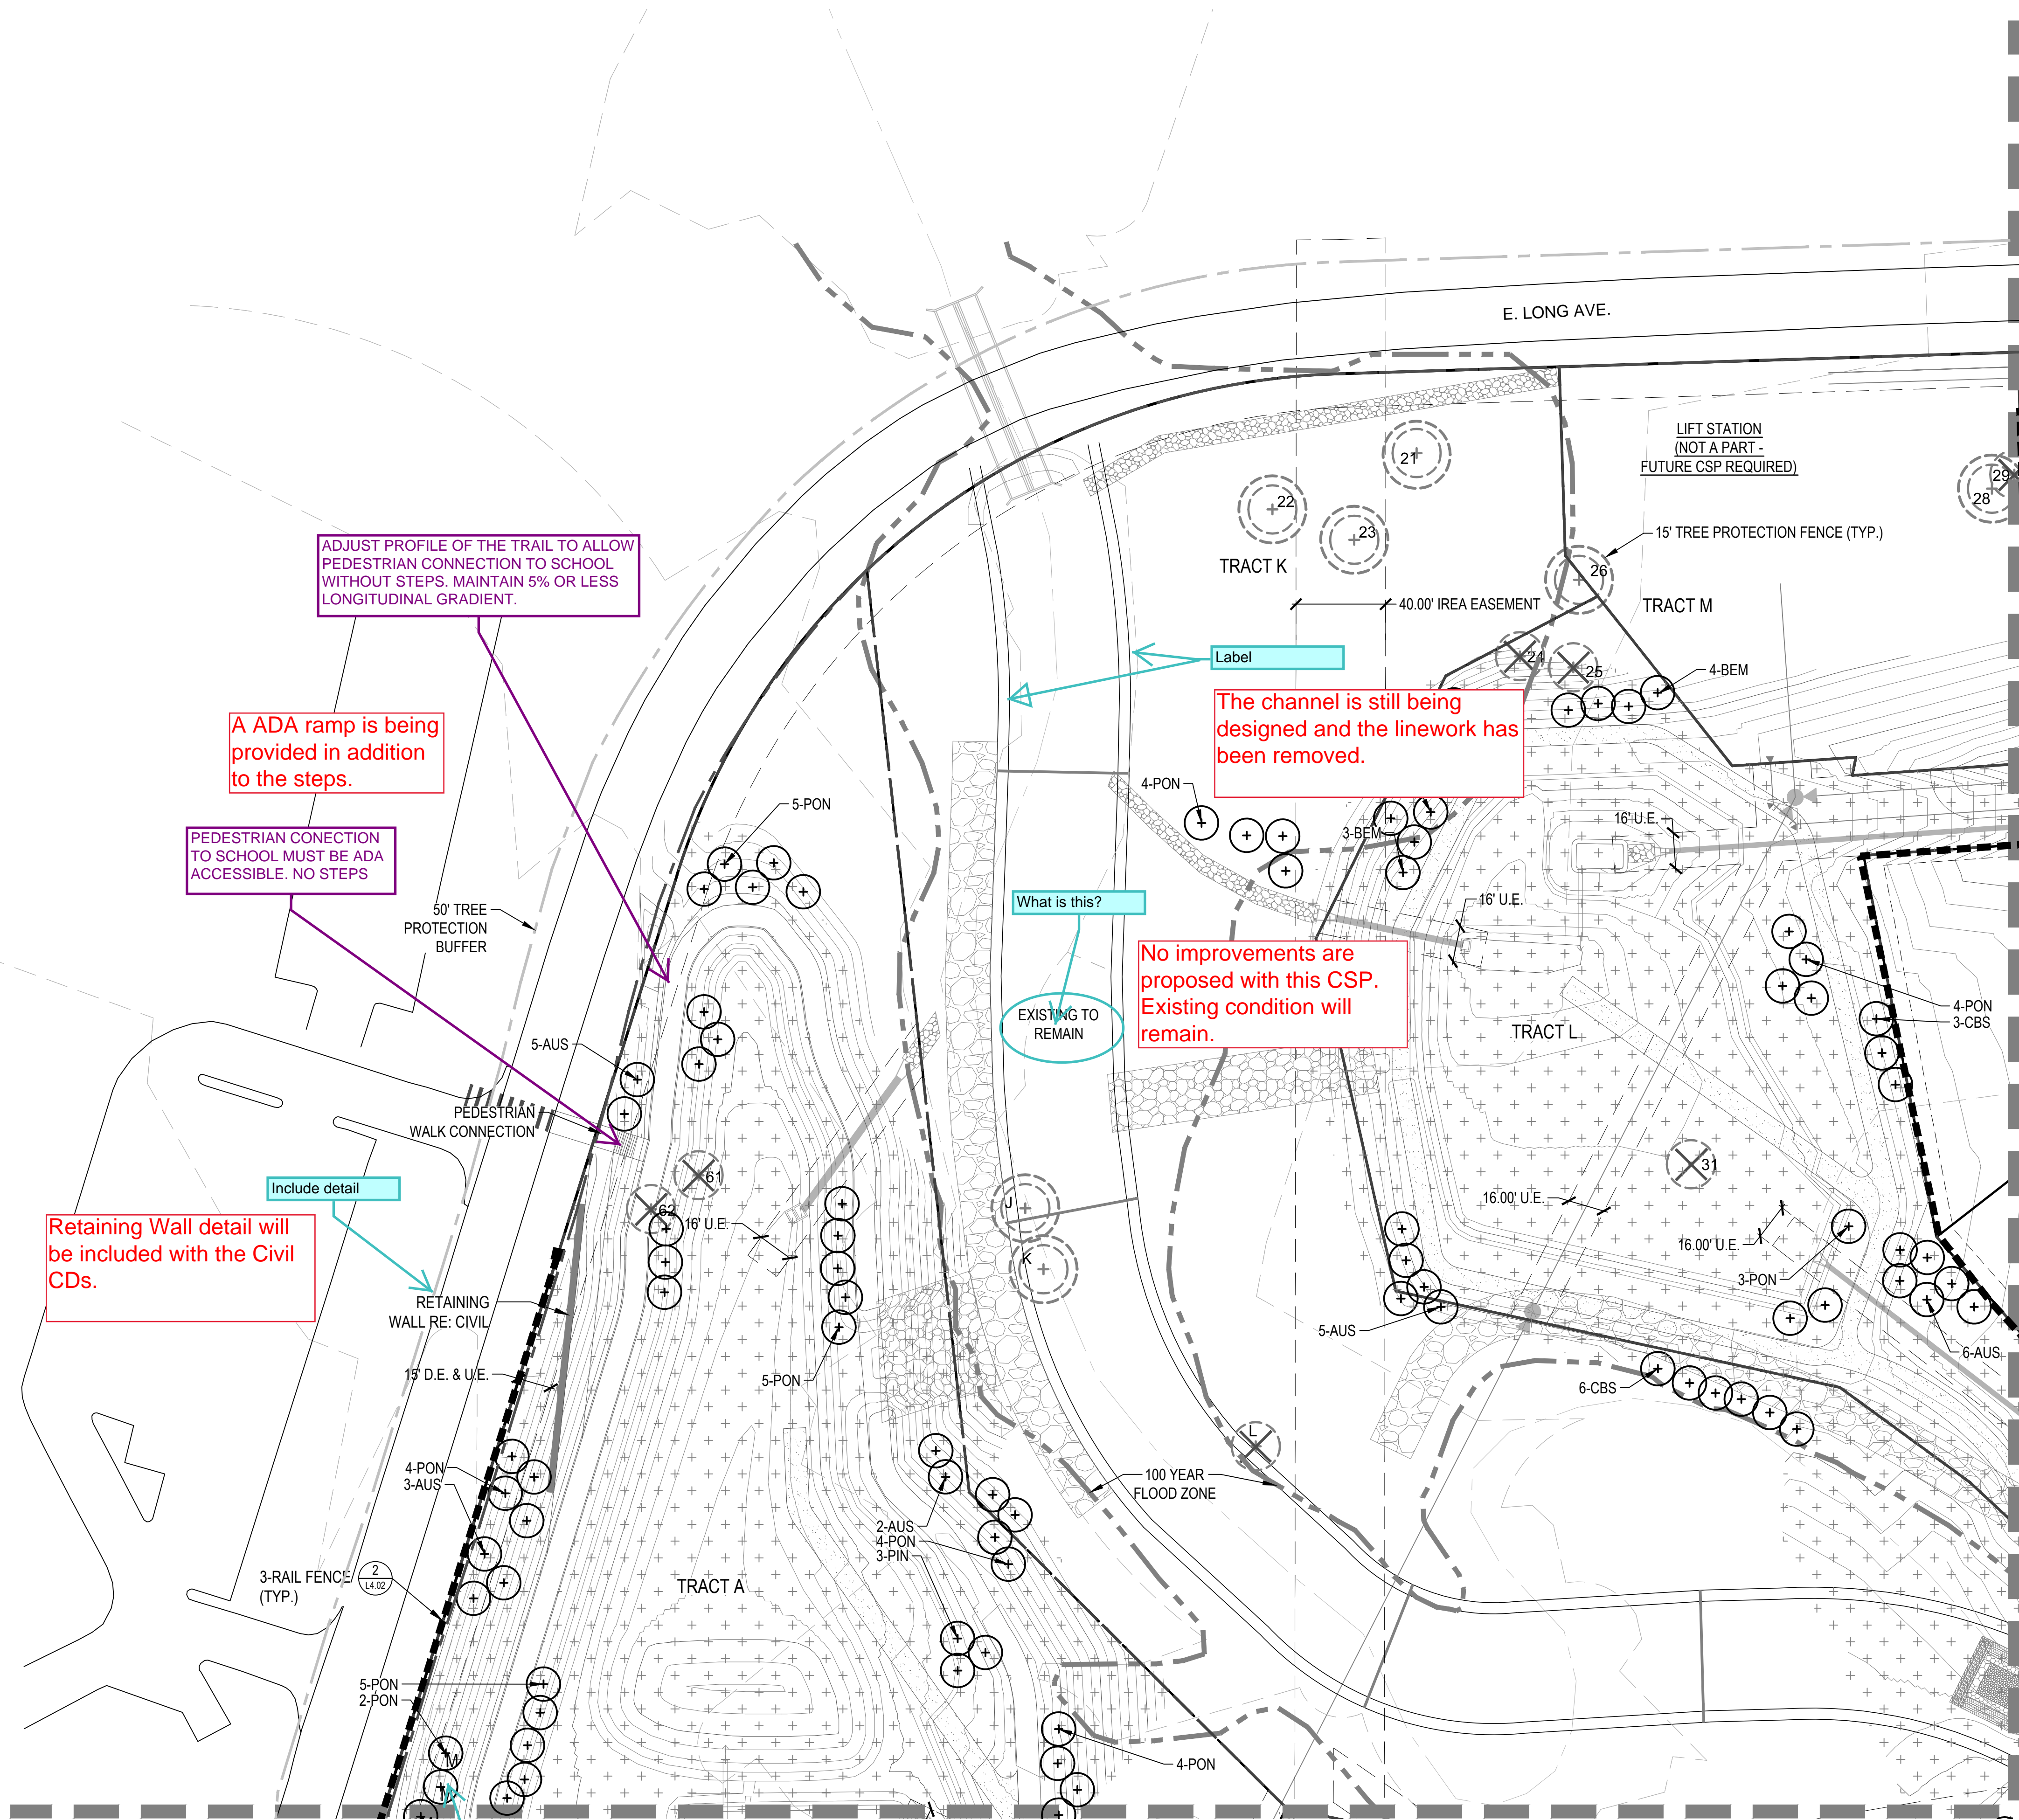 E. LONG AVE.
LIFT STATION
(NOT A PART -
FUTURE CSP REQUIRED)
21
22
23
29
28
15' TREE PROTECTION FENCE (TYP.)
26
TRACT K
40.00' IREA EASEMENT
TRACT M
ADJUST PROFILE OF THE TRAIL TO ALLOW
PEDESTRIAN CONNECTION TO SCHOOL
WITHOUT STEPS. MAINTAIN 5% OR LESS
LONGITUDINAL GRADIENT.
Label
24
25
4-BEM
The channel is still being
designed and the linework has
been removed.
A ADA ramp is being
provided in addition
to the steps.
4-PON
5-PON
3-BEM
16' U.E.
PEDESTRIAN CONECTION
TO SCHOOL MUST BE ADA
ACCESSIBLE. NO STEPS
What is this?
16' U.E.
50' TREE
PROTECTION
BUFFER
No improvements are
proposed with this CSP.
Existing condition will
remain.
EXISTING TO
REMAIN
4-PON
3-CBS
TRACT L
5-AUS
PEDESTRIAN
WALK CONNECTION
61
62
31
Include detail
J
K
16' U.E.
16.00' U.E.
16.00' U.E.
Retaining Wall detail will
be included with the Civil
CDs.
3-PON
RETAINING
WALL RE: CIVIL
5-AUS
6-AUS
15' D.E. & U.E.
5-PON
6-CBS
L
4-PON
3-AUS
100 YEAR
FLOOD ZONE
2-AUS
4-PON
3-PIN
3-RAIL FENCE
(TYP.)
2
L4.02
TRACT A
5-PON
2-PON
M
4-PON